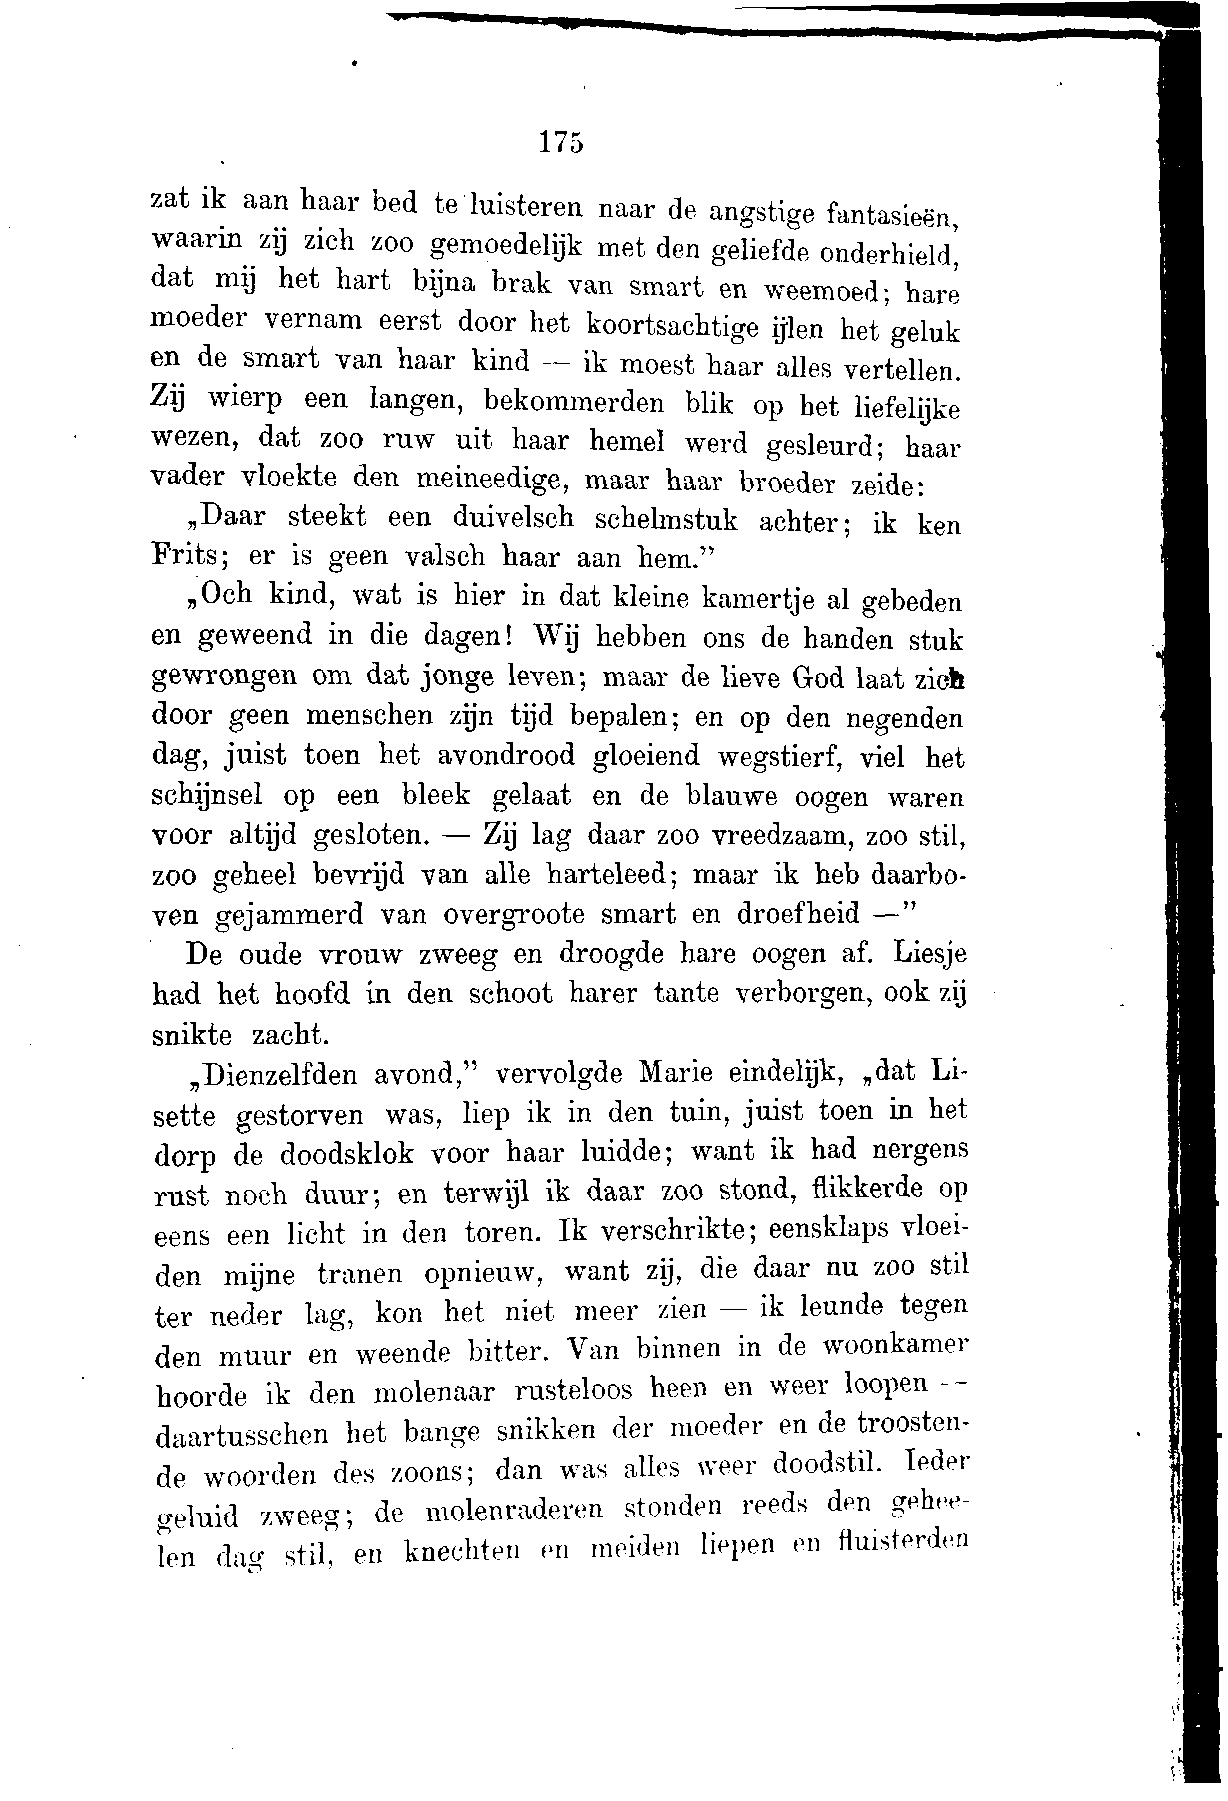 175
zat ik aan haar bed te luisteren naar de angstige fantasieën,
waarin zij zich zoo gemoedelijk met den geliefde onderhield,
dat mij het hart bijna brak van smart en weemoed; hare
moeder vernam eerst door het koortsachtige ijlen het geluk
en de smart van haar kind — ik moest haar alles vertellen.
Zij wierp een langen, bekommerden blik op het liefelijke
wezen, dat zoo ruw uit haar hemel werd gesleurd; haar
vader vloekte den meineedige, maar haar broeder zeide:
„Daar steekt een duivelsch schelmstuk achter; ik ken
Frits; er is geen valsch haar aan hem.”
„Och kind, wat is hier in dat kleine kamertje al gebeden
en geweend in die dagen! Wij hebben ons de handen stuk
gewrongen om dat jonge leven; maar de lieve God laat zich
door geen menschen zijn tijd bepalen; en op den negenden
dag, juist toen het avondrood gloeiend wegstierf, viel het
schijnsel op een bleek gelaat en de blauwe oogen waren
voor altijd gesloten. — Zij lag daar zoo vreedzaam, zoo stil,
zoo geheel bevrijd van alle harteleed; maar ik heb daarbo-
ven gejammerd van overgroote smart en droefheid —”
De oude vrouw zweeg en droogde hare oogen af. Liesje
had het hoofd in den schoot harer tante verborgen, ook zij
snikte zacht.
„Dienzelfden avond,” vervolgde Marie eindelijk, „dat Li-
sette gestorven was, liep ik in den tuin, juist toen in het
dorp de doodsklok voor haar luidde; want ik had nergens
rust noch duur; en terwijl ik daar zoo stond, flikkerde op
eens een licht in den toren. Ik verschrikte; eensklaps vloei-
den mijne tranen opnieuw, want zij, die daar nu zoo stil
ter neder lag, kon het niet meer zien — ik leunde tegen
den muur en weende bitter. Van binnen in de woonkamer
hoorde ik den molenaar rusteloos heen en weer loopen —
daartusschen het bange snikken der moeder en de troosten-
de woorden des zoons; dan was alles weer doodstil. Ieder
geluid zweeg; de molenraderen stonden reeds den gehee-
len dag stil, en knechten en meiden liepen en fluisterden